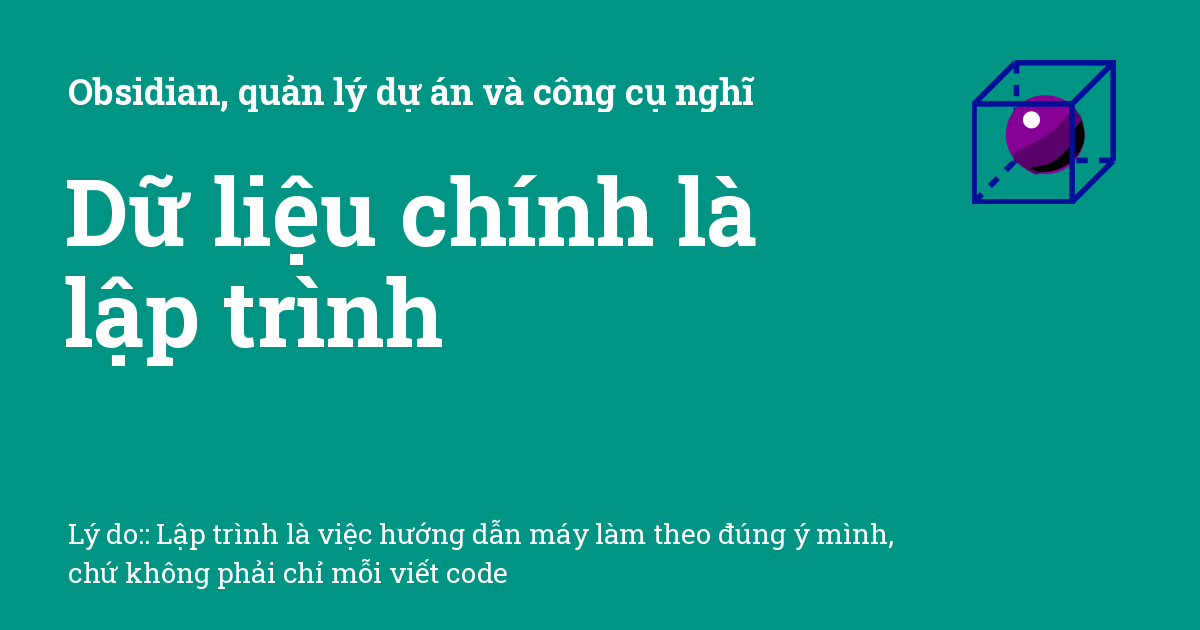 Obsidian, quản lý dự án và công cụ nghĩ
Dữ liệu chính là
lập trình
Lý do:: Lập trình là việc hướng dẫn máy làm theo đúng ý mình,
chứ không phải chỉ mỗi viết code